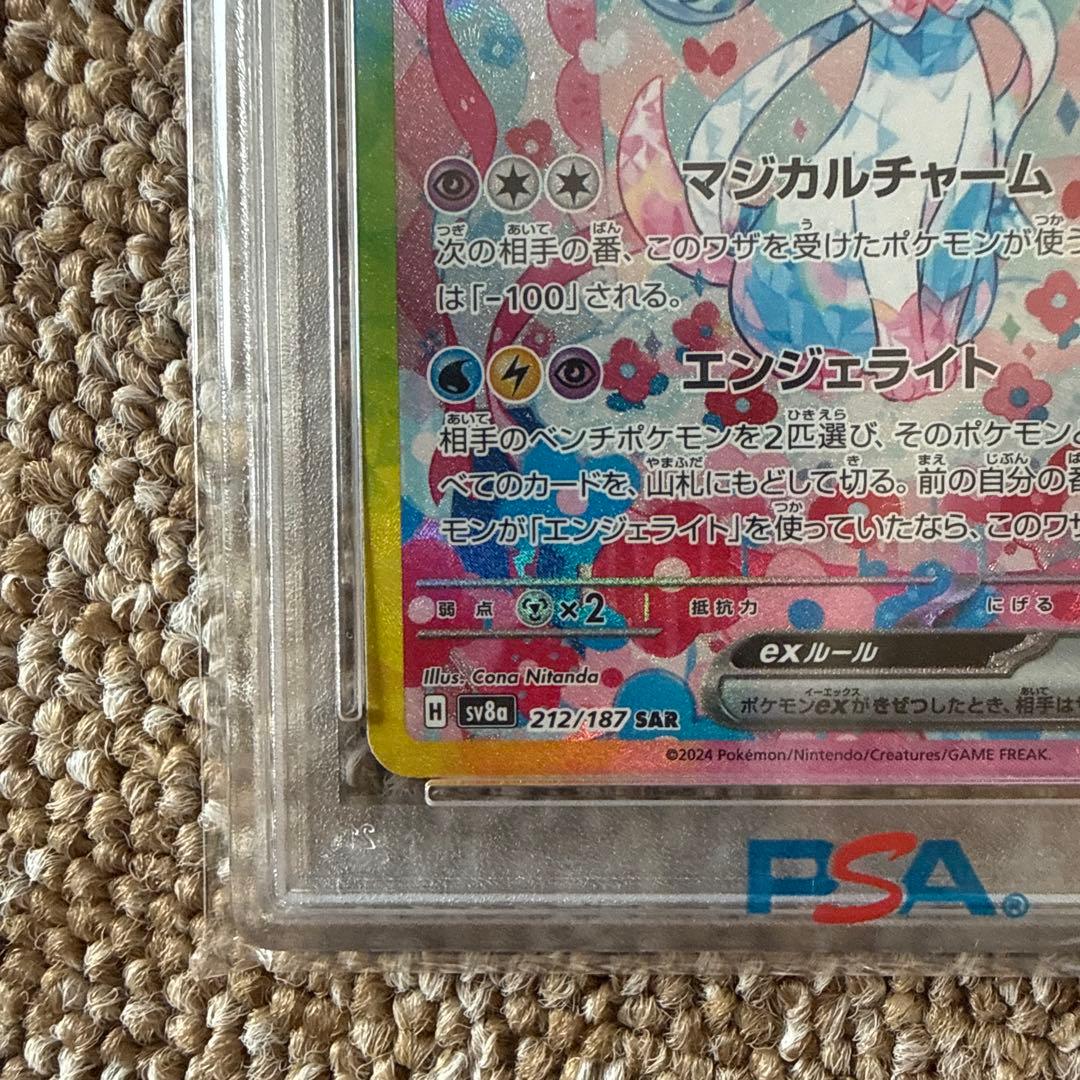 マジカルチャーム
次の相手の番、このワザを受けたポケモンが使う
は「-100」される。
エンジェライト
相手のベンチポケモンを2匹選び、そのポケモンと
べてのカードを、山札にもどして切る。前の自分の番
モンが「エンジェライト」を使っていたなら、このワザ
弱点 ×2 抵抗力 にげる
exルール
Illus. Cona Nitanda
ポケモンexがきぜつしたとき、相手は
H sv8a 212/187 SAR
©2024 Pokémon/Nintendo/Creatures/GAME FREAK.
PSA®